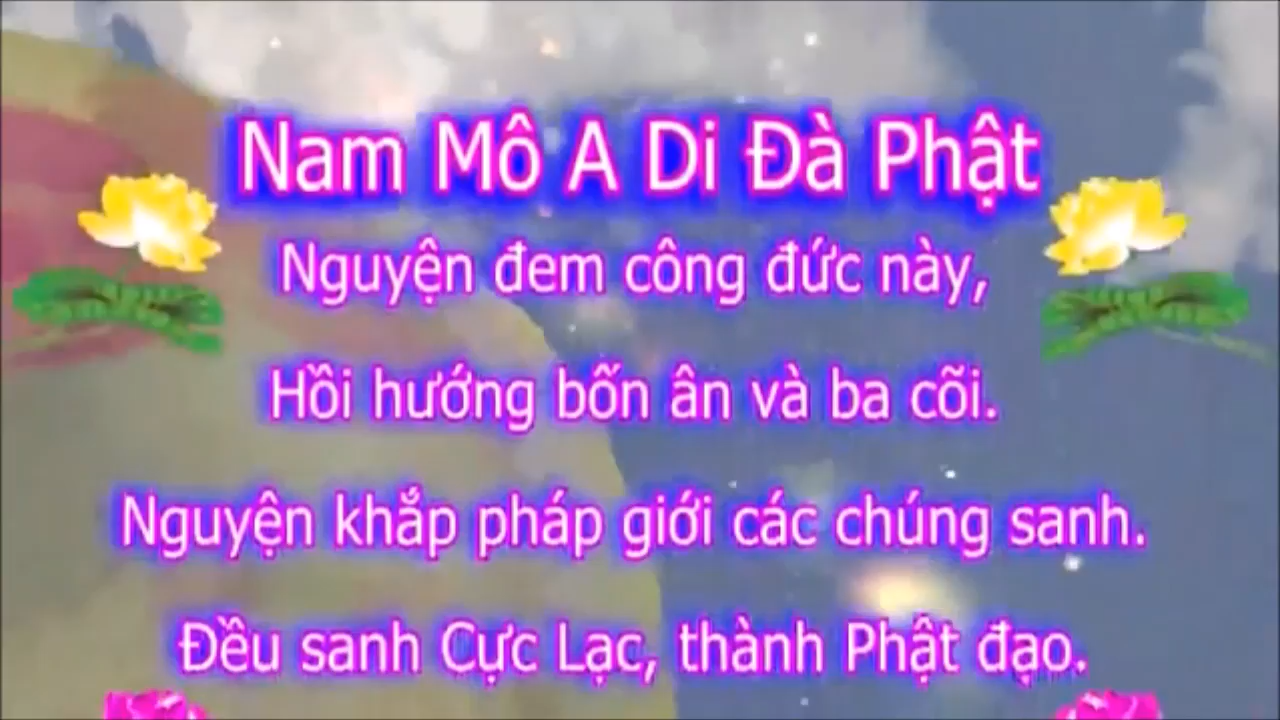 Nam Mô A Di Đà Phật
Nguyện đem công đức này,
Hồi hướng bốn ân và ba cõi.
Nguyện khắp pháp giới các chúng sanh.
Đều sanh Cực Lạc, thành Phật đạo.